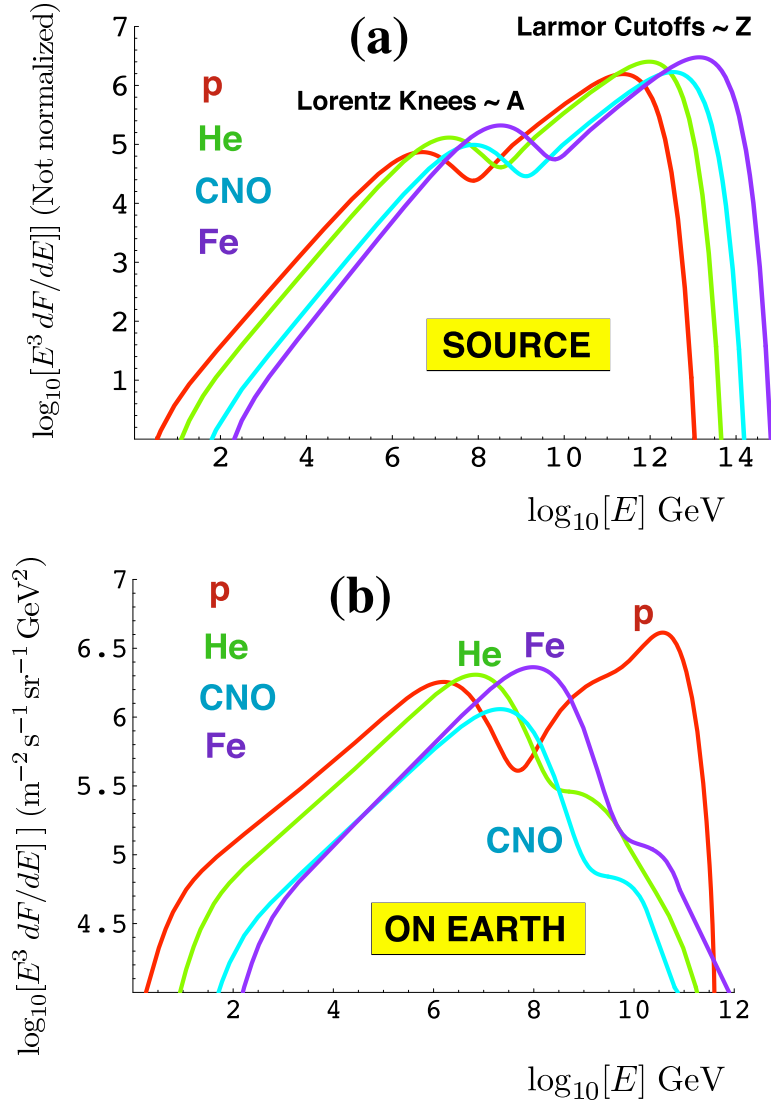 (a)
Larmor Cutoffs ~ Z
Lorentz Knees ~ A
p
He
CNO
Fe
SOURCE
log10[E^3 dF/dE]] (Not normalized)
7
6
5
4
3
2
1
2 4 6 8 10 12 14
log10[E] GeV
(b)
p
He
CNO
Fe
He
Fe
p
CNO
ON EARTH
log10[E^3 dF/dE] ] (m^-2 s^-1 sr^-1 GeV^2)
7
6.5
6
5.5
5
4.5
2 4 6 8 10 12
log10[E] GeV